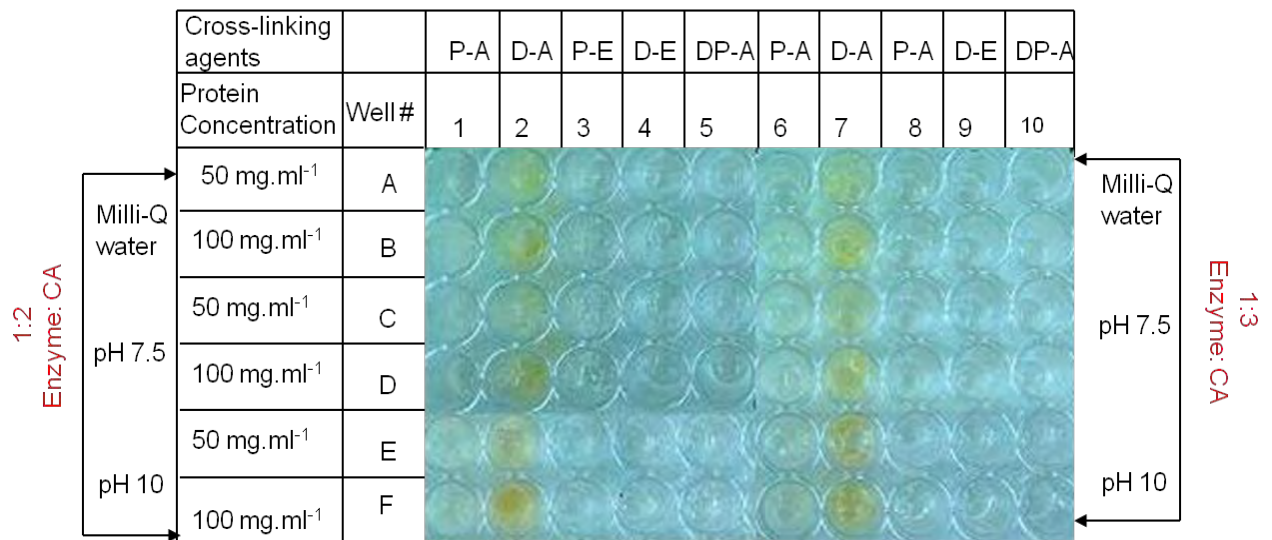 Cross-linking
agents
P-A D-A P-E D-E DP-A P-A D-A P-A D-E DP-A
Protein
Concentration
Well #
1 2 3 4 5 6 7 8 9 10
50 mg.ml-1 A
100 mg.ml-1 B
50 mg.ml-1 C
100 mg.ml-1 D
50 mg.ml-1 E
100 mg.ml-1 F
1:2
Enzyme: CA
Milli-Q
water
pH 7.5
pH 10
Milli-Q
water
pH 7.5
pH 10
1:3
Enzyme: CA